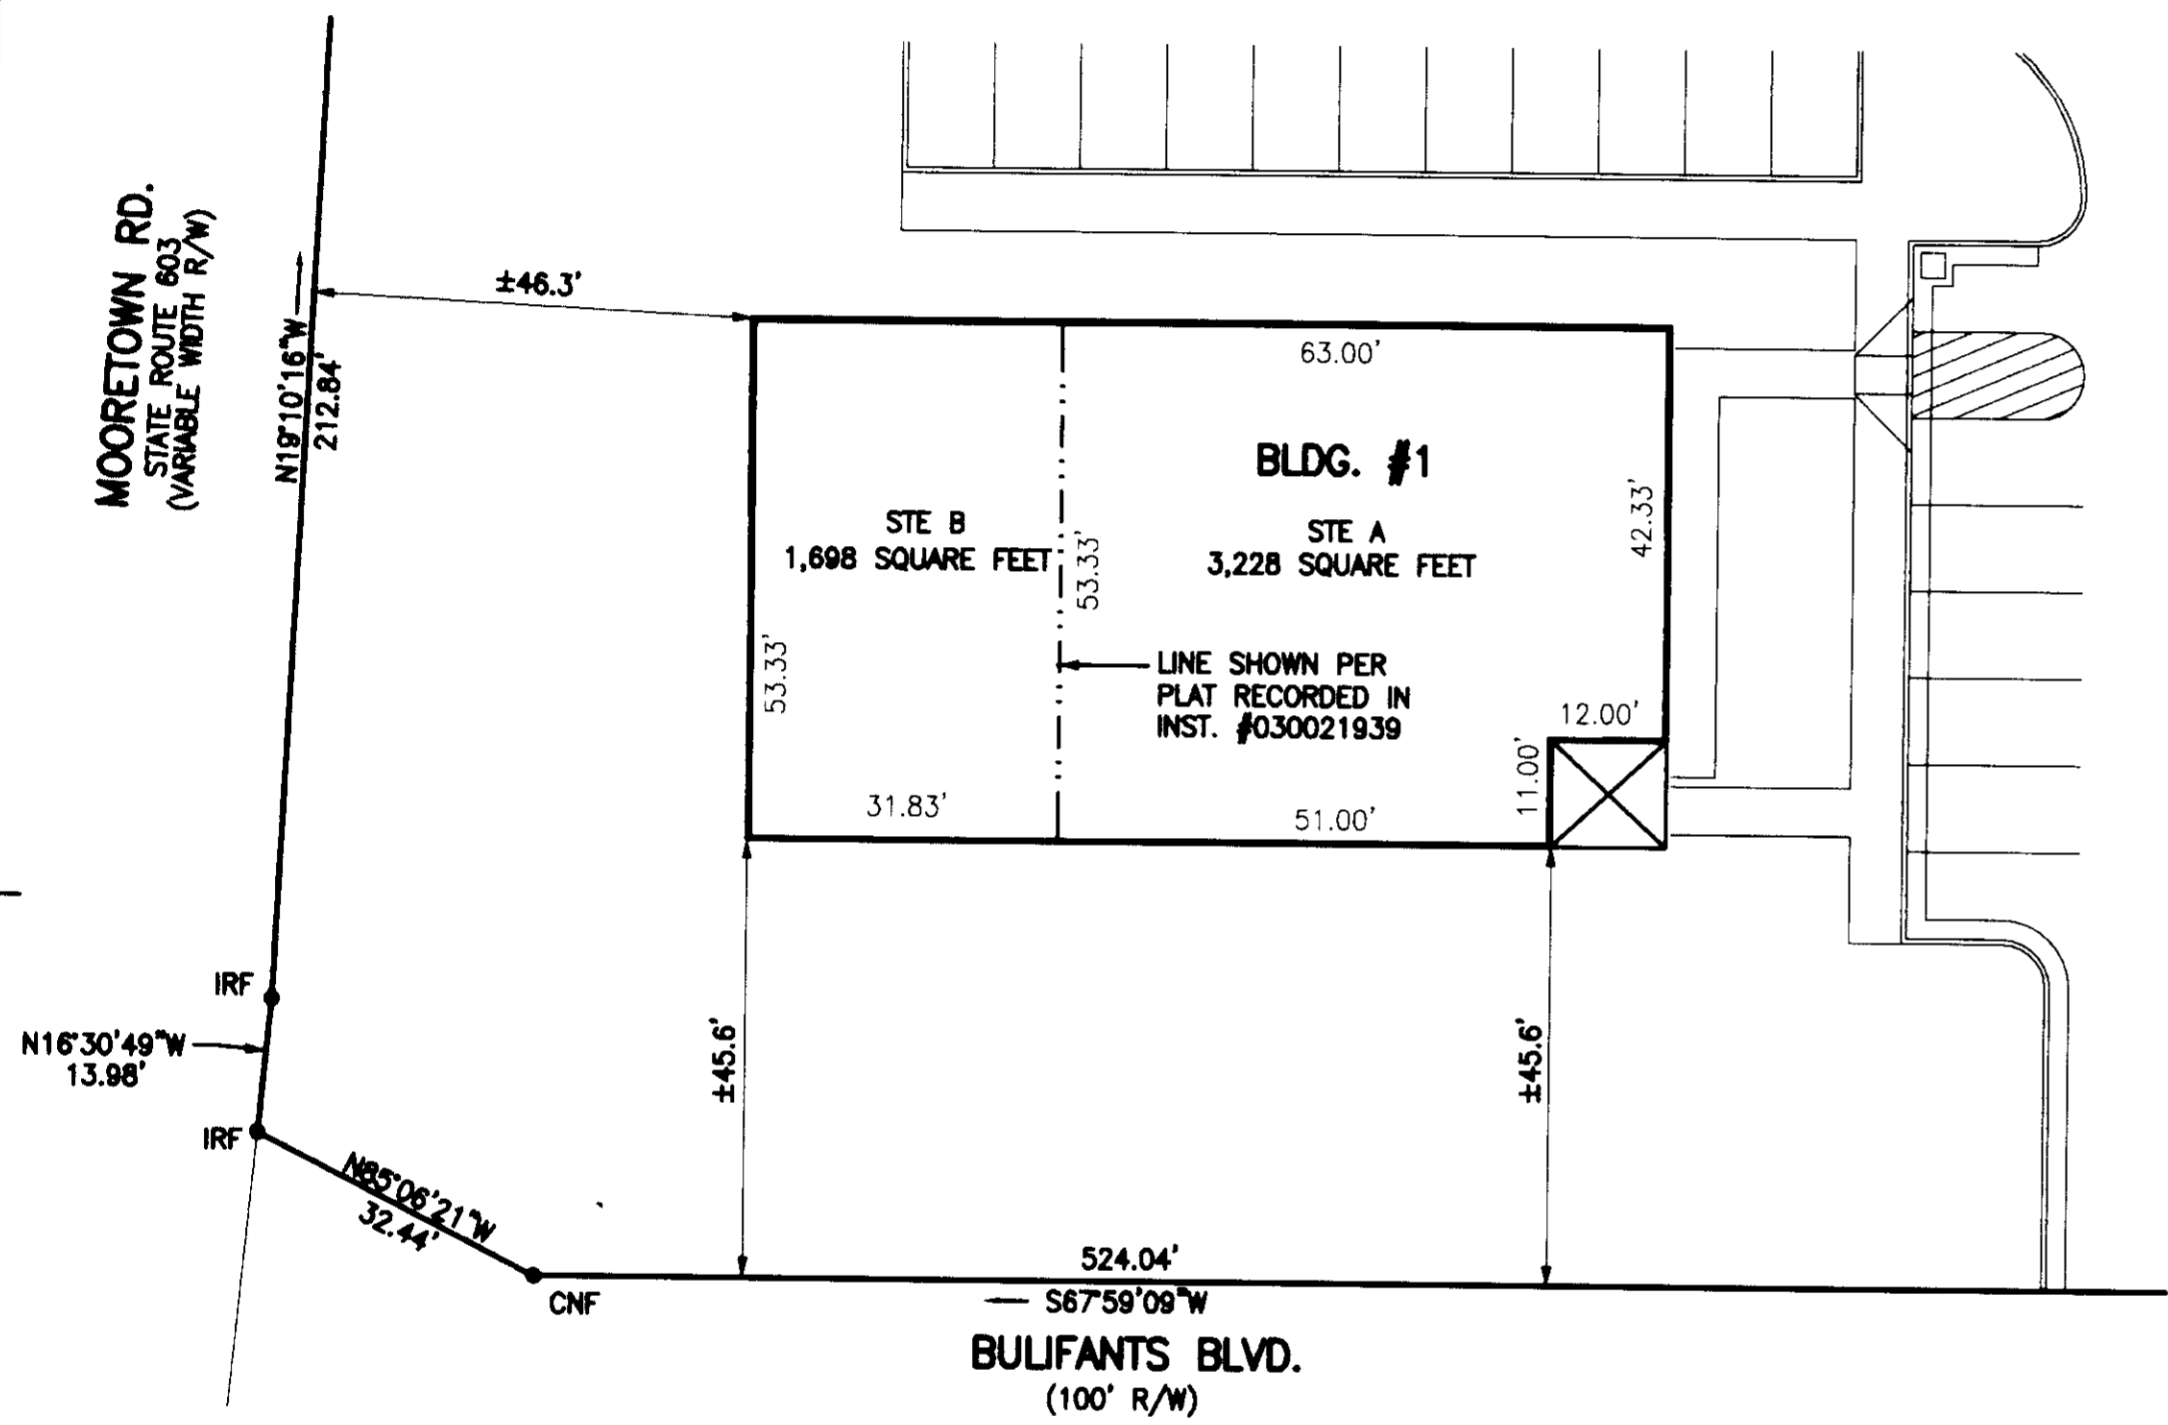 MOORETOWN RD.
STATE ROUTE 603
(VARIABLE WIDTH R/W)
N19°10'16"W
212.84'
±46.3'
63.00'
BLDG. #1
STE B
1,698 SQUARE FEET
53.33'
STE A
3,228 SQUARE FEET
42.33'
53.33'
LINE SHOWN PER
PLAT RECORDED IN
INST. #030021939
12.00'
11.00'
31.83'
51.00'
IRF
N16°30'49"W
13.98'
IRF
N85°06'21"W
32.44'
±45.6'
±45.6'
CNF
524.04'
S67°59'09"W
BULIFANTS BLVD.
(100' R/W)